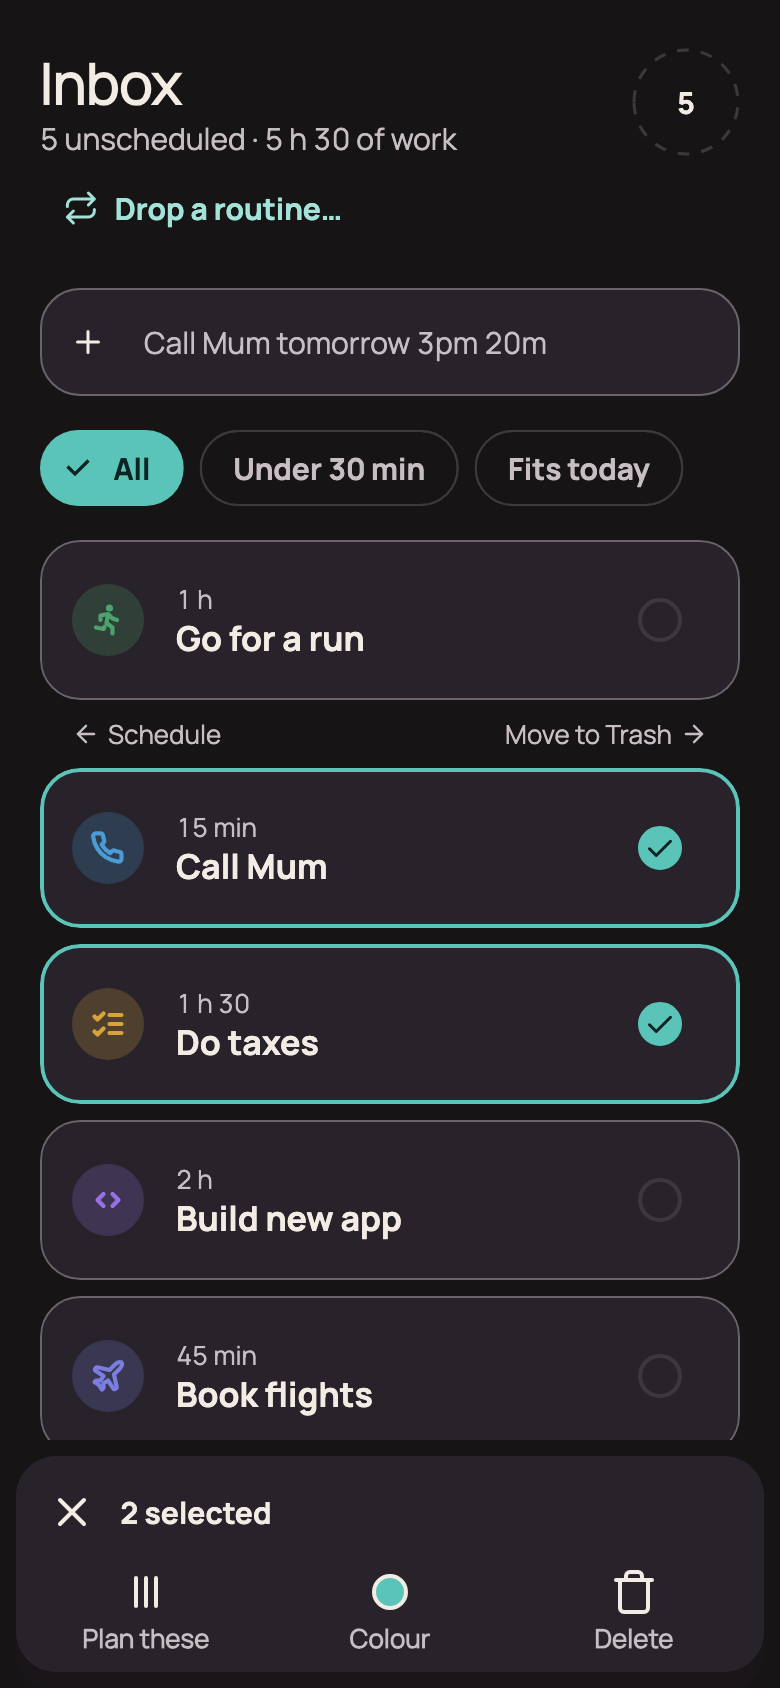 Inbox
5 unscheduled · 5 h 30 of work
5
Drop a routine...
Call Mum tomorrow 3pm 20m
All
Under 30 min
Fits today
1 h
Go for a run
← Schedule
Move to Trash →
15 min
Call Mum
1 h 30
Do taxes
2 h
Build new app
45 min
Book flights
2 selected
Plan these
Colour
Delete